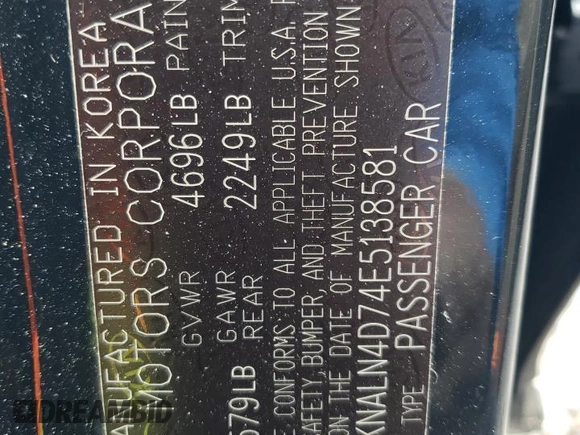 MANUFACTURED IN KOREA
MOTORS CORPORA
GVWR 4696LB PAIN
579LB GAWR REAR 2249LB TRIM
CONFORMS TO ALL APPLICABLE U.S.A. F
SAFETY, BUMPER, AND THEFT PREVENTION
ON THE DATE OF MANUFACTURE SHOWN
KNALN4D74E5138581
TYPE PASSENGER CAR
KIA
DREAMBID